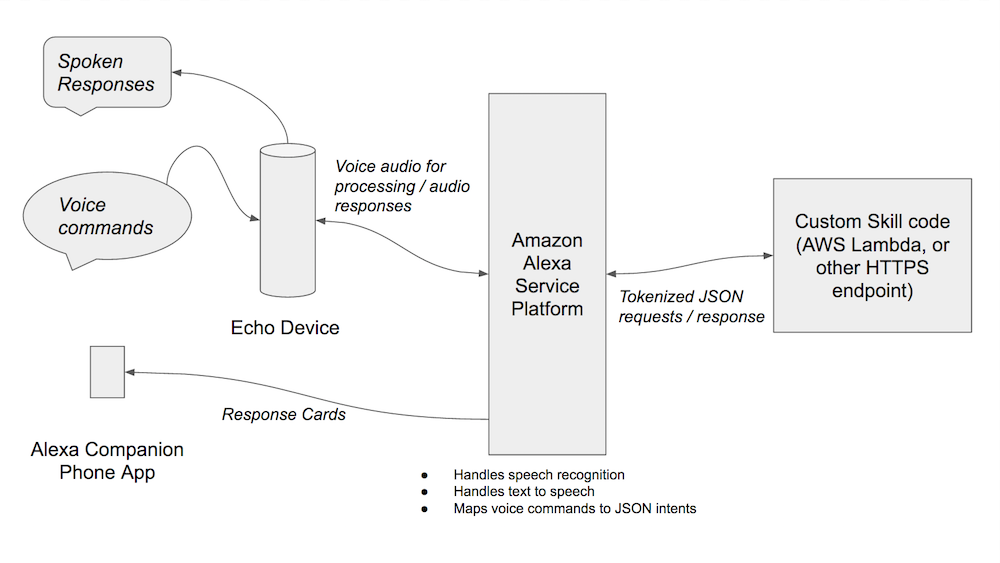 Spoken
Responses
Voice
commands
Echo Device
Voice audio for
processing / audio
responses
Amazon
Alexa
Service
Platform
Tokenized JSON
requests / response
Custom Skill code
(AWS Lambda, or
other HTTPS
endpoint)
Response Cards
Alexa Companion
Phone App
● Handles speech recognition
● Handles text to speech
● Maps voice commands to JSON intents